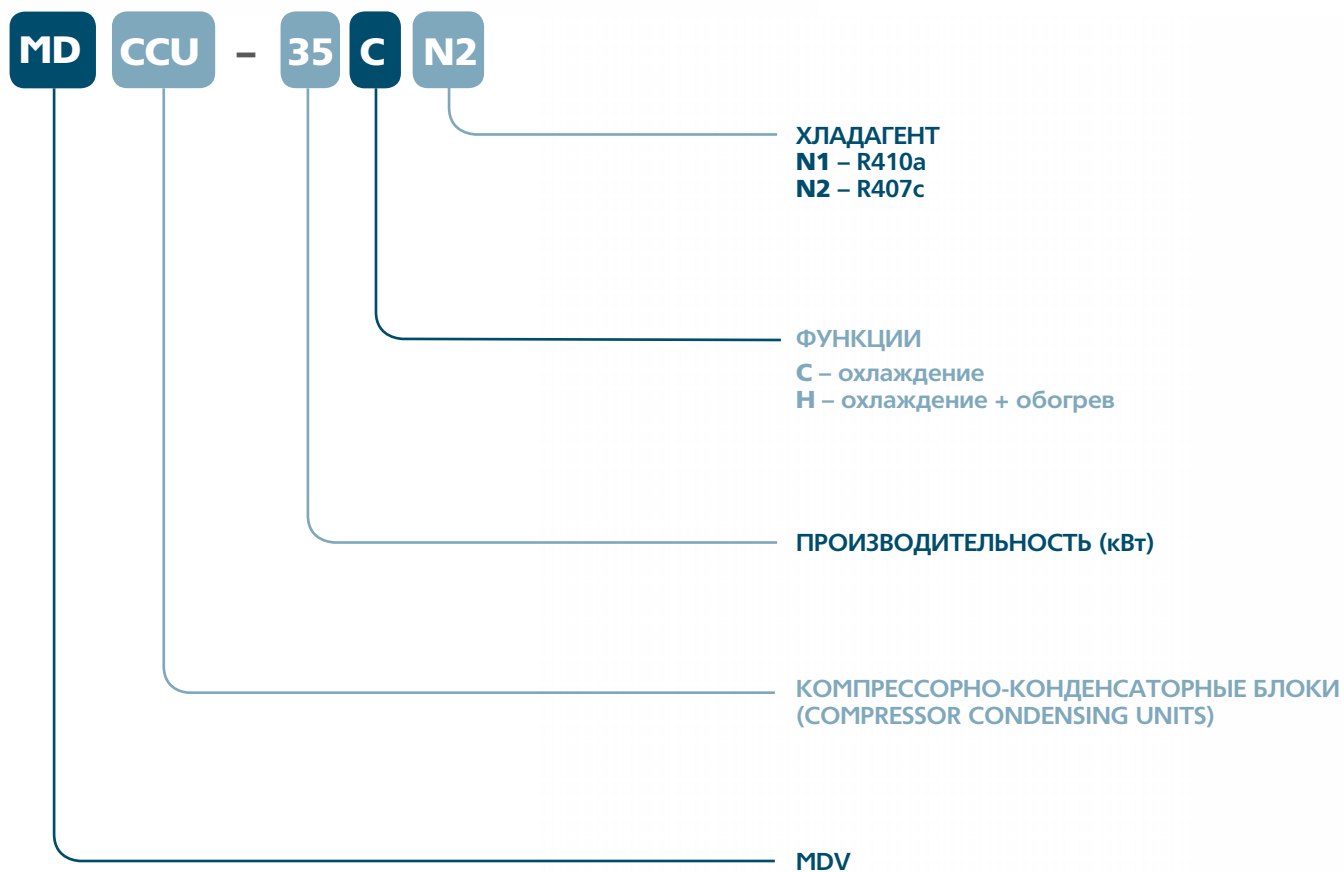 MD CCU – 35 C N2
ХЛАДАГЕНТ
N1 – R410a
N2 – R407c
ФУНКЦИИ
C – охлаждение
H – охлаждение + обогрев
ПРОИЗВОДИТЕЛЬНОСТЬ (кВт)
КОМПРЕССОРНО-КОНДЕНСАТОРНЫЕ БЛОКИ
(COMPRESSOR CONDENSING UNITS)
MDV